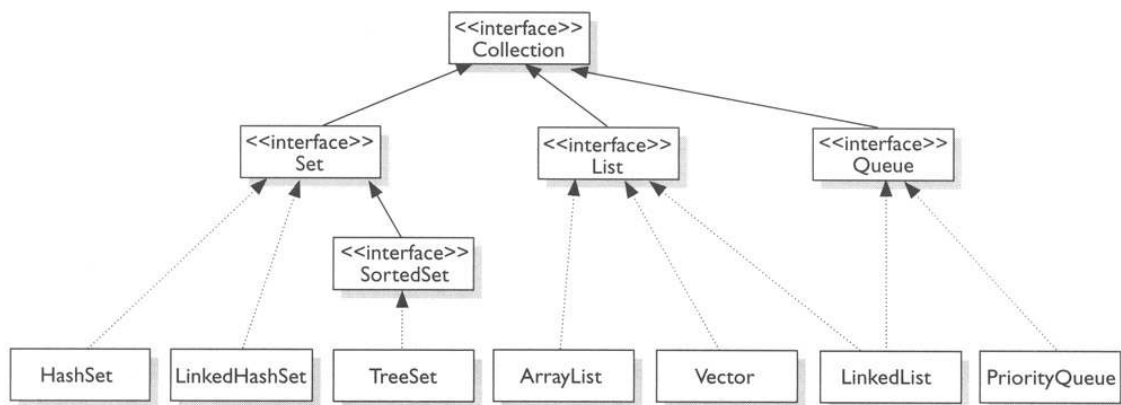 <<interface>>
Collection
<<interface>>
Set
<<interface>>
List
<<interface>>
Queue
<<interface>>
SortedSet
HashSet
LinkedHashSet
TreeSet
ArrayList
Vector
LinkedList
PriorityQueue